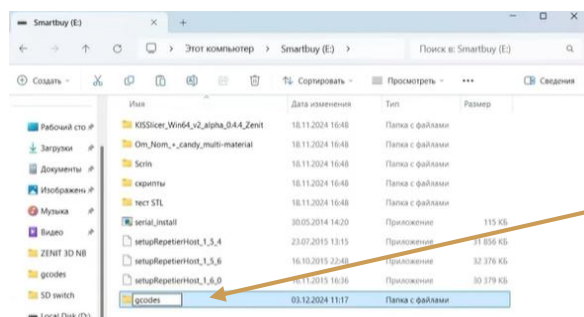 Smartbuy (E:)
Этот компьютер > Smartbuy (E:) >
Поиск в: Smartbuy (E:)
Создать
Сортировать
Просмотреть
Сведения
Имя Дата изменения Тип Размер
Рабочий сто
Загрузки
Документы
Изображени
Музыка
Видео
ZENIT 3D NB
gcodes
SD switch
Local Disk (D:)
KISSlicer_Win64_v2_alpha_0.4.4_Zenit 18.11.2024 16:48 Папка с файлами
Om_Nom_+_candy_multi-material 18.11.2024 16:48 Папка с файлами
Scrin 18.11.2024 16:48 Папка с файлами
скрипты 18.11.2024 16:48 Папка с файлами
тест STL 18.11.2024 16:48 Папка с файлами
serial_install 30.05.2014 14:20 Приложение 115 КБ
setupRepetierHost_1_5_4 23.07.2015 13:15 Приложение 31 856 КБ
setupRepetierHost_1_5_6 16.10.2015 22:48 Приложение 32 376 КБ
setupRepetierHost_1_6_0 16.11.2015 16:36 Приложение 30 379 КБ
gcodes 03.12.2024 11:17 Папка с файлами